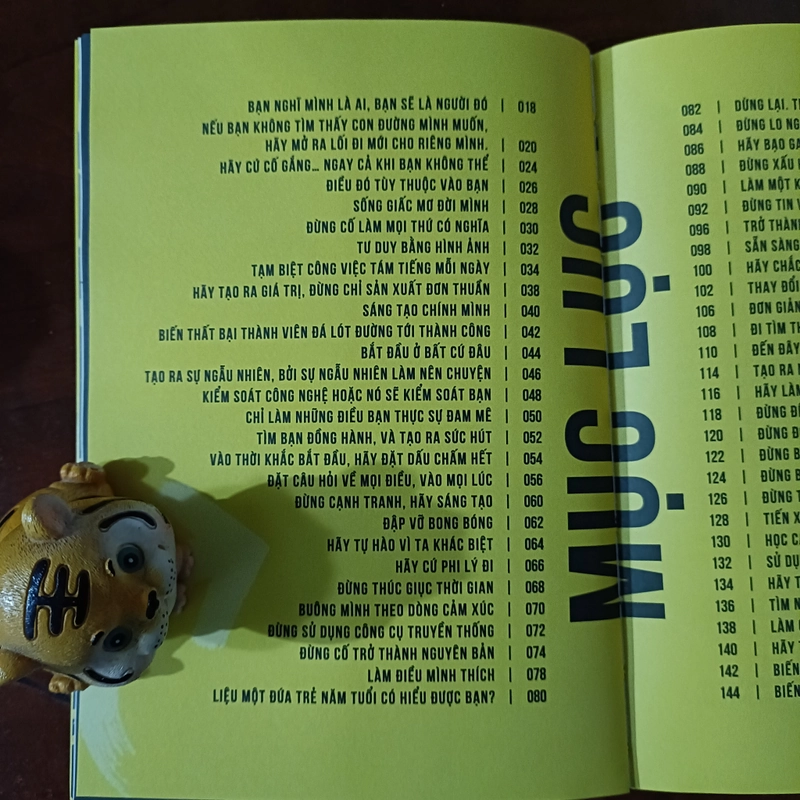 BẠN NGHĨ MÌNH LÀ AI, BẠN SẼ LÀ NGƯỜI ĐÓ | 018
NẾU BẠN KHÔNG TÌM THẤY CON ĐƯỜNG MÌNH MUỐN,
HÃY MỞ RA LỐI ĐI MỚI CHO RIÊNG MÌNH. | 020
HÃY CỨ CỐ GẮNG... NGAY CẢ KHI BẠN KHÔNG THỂ | 024
ĐIỀU ĐÓ TÙY THUỘC VÀO BẠN | 026
SỐNG GIẤC MƠ ĐỜI MÌNH | 028
ĐỪNG CỐ LÀM MỌI THỨ CÓ NGHĨA | 030
TƯ DUY BẰNG HÌNH ẢNH | 032
TẠM BIỆT CÔNG VIỆC TÁM TIẾNG MỖI NGÀY | 034
HÃY TẠO RA GIÁ TRỊ, ĐỪNG CHỈ SẢN XUẤT ĐƠN THUẦN | 038
SÁNG TẠO CHÍNH MÌNH | 040
BIẾN THẤT BẠI THÀNH VIÊN ĐÁ LÓT ĐƯỜNG TỚI THÀNH CÔNG | 042
BẮT ĐẦU Ở BẤT CỨ ĐÂU | 044
TẠO RA SỰ NGẪU NHIÊN, BỞI SỰ NGẪU NHIÊN LÀM NÊN CHUYỆN | 046
KIỂM SOÁT CÔNG NGHỆ HOẶC NÓ SẼ KIỂM SOÁT BẠN | 048
CHỈ LÀM NHỮNG ĐIỀU BẠN THỰC SỰ ĐAM MÊ | 050
TÌM BẠN ĐỒNG HÀNH, VÀ TẠO RA SỨC HÚT | 052
VÀO THỜI KHẮC BẮT ĐẦU, HÃY ĐẶT DẤU CHẤM HẾT | 054
ĐẶT CÂU HỎI VỀ MỌI ĐIỀU, VÀO MỌI LÚC | 056
ĐỪNG CẠNH TRANH, HÃY SÁNG TẠO | 060
ĐẬP VỠ BONG BÓNG | 062
HÃY TỰ HÀO VÌ TA KHÁC BIỆT | 064
HÃY CỨ PHI LÝ ĐI | 066
ĐỪNG THÚC GIỤC THỜI GIAN | 068
BUÔNG MÌNH THEO DÒNG CẢM XÚC | 070
ĐỪNG SỬ DỤNG CÔNG CỤ TRUYỀN THỐNG | 072
ĐỪNG CỐ TRỞ THÀNH NGUYÊN BẢN | 074
LÀM ĐIỀU MÌNH THÍCH | 078
LIỆU MỘT ĐỨA TRẺ NĂM TUỔI CÓ HIỂU ĐƯỢC BẠN? | 080
MỤC LỤC
082 | DỪNG LẠI.
084 | ĐỪNG LO
086 | HÃY BẠO
088 | ĐỪNG XẤU
090 | LÀM MỘT
092 | ĐỪNG TIN
096 | TRỞ THÀNH
098 | SẴN SÀNG
100 | HÃY CHẮC
102 | THAY ĐỔI
106 | ĐƠN GIẢN
108 | ĐI TÌM
110 | ĐẾN ĐÂY
114 | TẠO RA
116 | HÃY LÀM
118 | ĐỪNG
120 | ĐỪNG
122 | ĐỪNG
124 | ĐỪNG
126 | ĐỪNG
128 | TIẾN
130 | HỌC
132 | SỬ
134 | HÃY
136 | TÌM
138 | LÀM
140 | HÃY
142 | BIẾN
144 | BIẾN